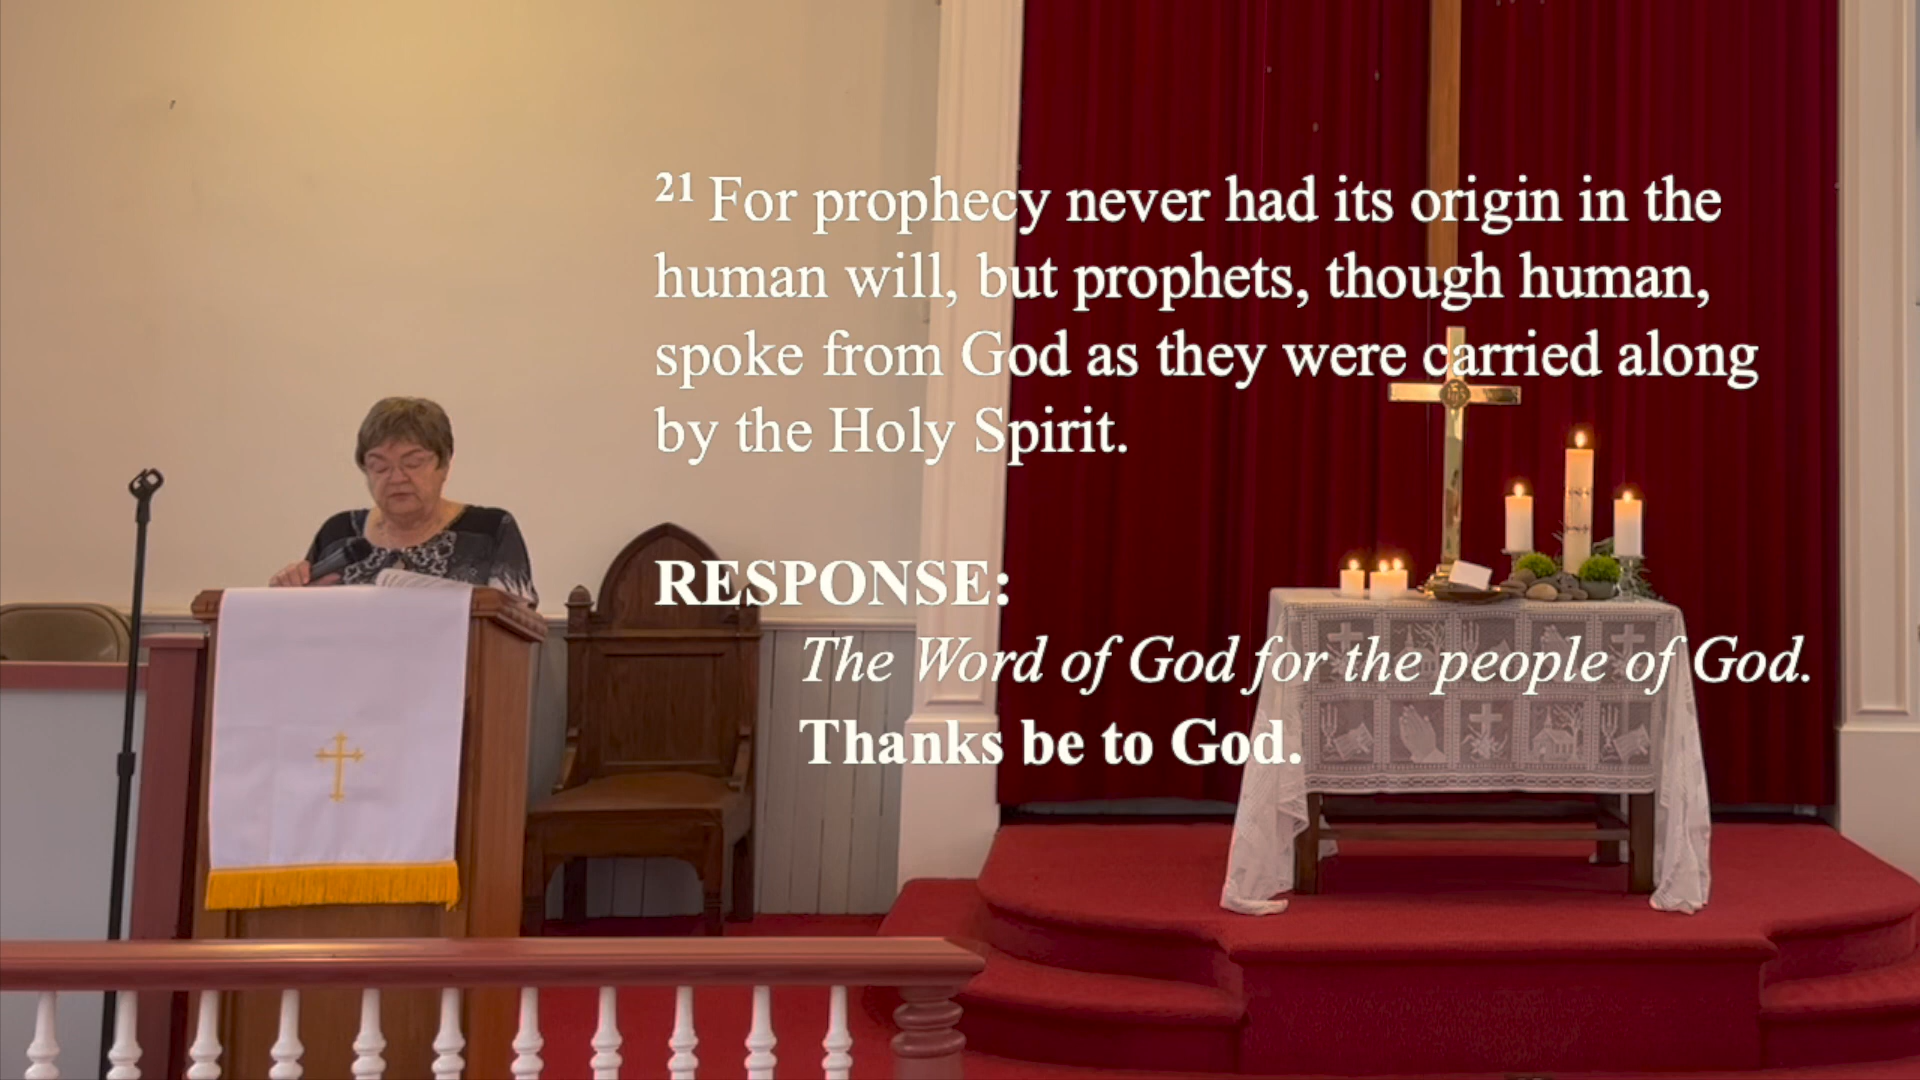 21 For prophecy never had its origin in the
human will, but prophets, though human,
spoke from God as they were carried along
by the Holy Spirit.
RESPONSE:
The Word of God for the people of God.
Thanks be to God.